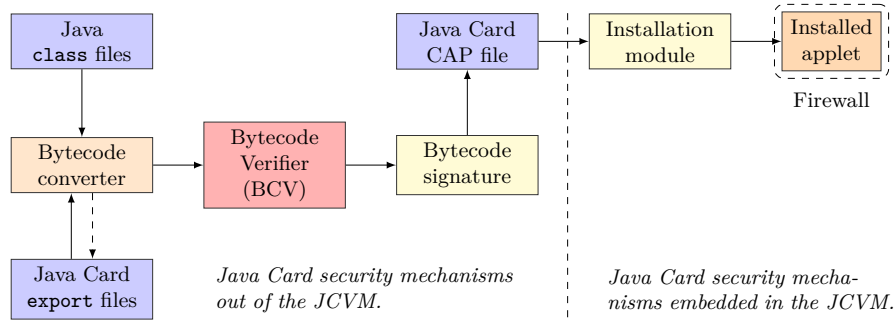 Java
class files
Java Card
CAP file
Installation
module
Installed
applet
Firewall
Bytecode
converter
Bytecode
Verifier
(BCV)
Bytecode
signature
Java Card
export files
Java Card security mechanisms
out of the JCVM.
Java Card security mecha-
nisms embedded in the JCVM.